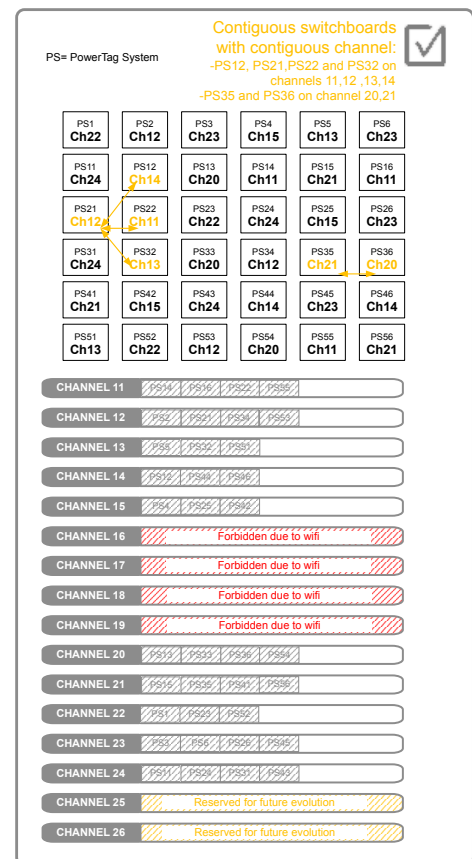 PS= PowerTag System
Contiguous switchboards
with contiguous channel:
-PS12, PS21,PS22 and PS32 on
channels 11,12 ,13,14
-PS35 and PS36 on channel 20,21
PS1 PS2 PS3 PS4 PS5 PS6
Ch22 Ch12 Ch23 Ch15 Ch13 Ch23
PS11 PS12 PS13 PS14 PS15 PS16
Ch24 Ch14 Ch20 Ch11 Ch21 Ch11
PS21 PS22 PS23 PS24 PS25 PS26
Ch12 Ch11 Ch22 Ch24 Ch15 Ch23
PS31 PS32 PS33 PS34 PS35 PS36
Ch24 Ch13 Ch20 Ch12 Ch21 Ch20
PS41 PS42 PS43 PS44 PS45 PS46
Ch21 Ch15 Ch24 Ch14 Ch23 Ch14
PS51 PS52 PS53 PS54 PS55 PS56
Ch13 Ch22 Ch12 Ch20 Ch11 Ch21
CHANNEL 11 PS14 PS16 PS22 PS55
CHANNEL 12 PS2 PS21 PS34 PS53
CHANNEL 13 PS5 PS32 PS51
CHANNEL 14 PS12 PS44 PS46
CHANNEL 15 PS4 PS25 PS42
CHANNEL 16 Forbidden due to wifi
CHANNEL 17 Forbidden due to wifi
CHANNEL 18 Forbidden due to wifi
CHANNEL 19 Forbidden due to wifi
CHANNEL 20 PS13 PS33 PS36 PS54
CHANNEL 21 PS15 PS35 PS41 PS56
CHANNEL 22 PS1 PS23 PS52
CHANNEL 23 PS3 PS6 PS26 PS45
CHANNEL 24 PS11 PS24 PS31 PS43
CHANNEL 25 Reserved for future evolution
CHANNEL 26 Reserved for future evolution